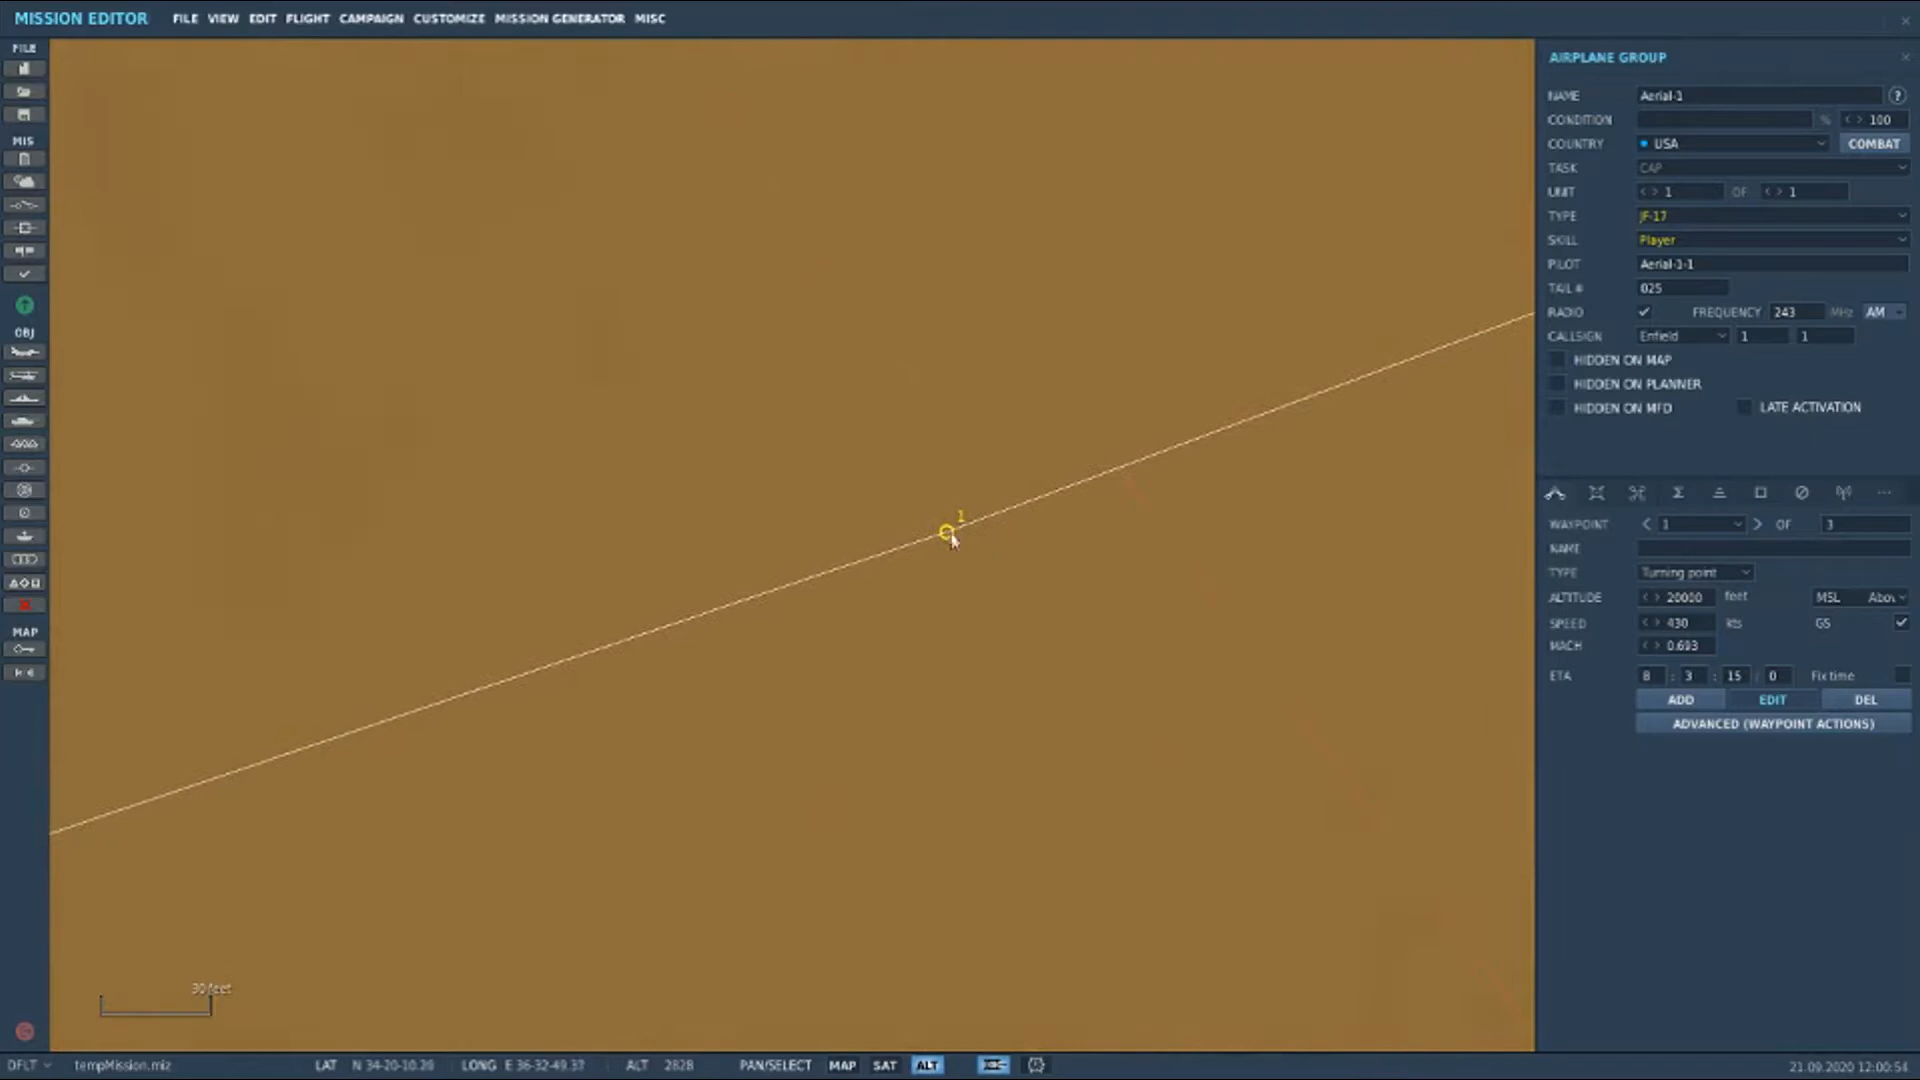 MISSION EDITOR FILE VIEW EDIT FLIGHT CAMPAIGN CUSTOMIZE MISSION GENERATOR MISC
FILE
MIS
OBJ
MAP
1
30 feet
AIRPLANE GROUP
NAME Aerial-1 ?
CONDITION % < > 100
COUNTRY USA COMBAT
TASK CAP
UNIT < > 1 OF < > 1
TYPE JF-17
SKILL Player
PILOT Aerial-1-1
TAIL # 025
RADIO FREQUENCY 243 MHz AM
CALLSIGN Enfield 1 1
HIDDEN ON MAP
HIDDEN ON PLANNER
HIDDEN ON MFD LATE ACTIVATION
WAYPOINT < 1 > OF 3
NAME
TYPE Turning point
ALTITUDE < > 20000 feet MSL Abov
SPEED < > 430 kts GS
MACH < > 0.693
ETA 8 : 3 : 15 / 0 Fix time
ADD EDIT DEL
ADVANCED (WAYPOINT ACTIONS)
DFLT tempMission.miz LAT N 34-20-10.20 LONG E 36-32-49.37 ALT 2828 PAN/SELECT MAP SAT ALT 21.09.2020 12:00:54